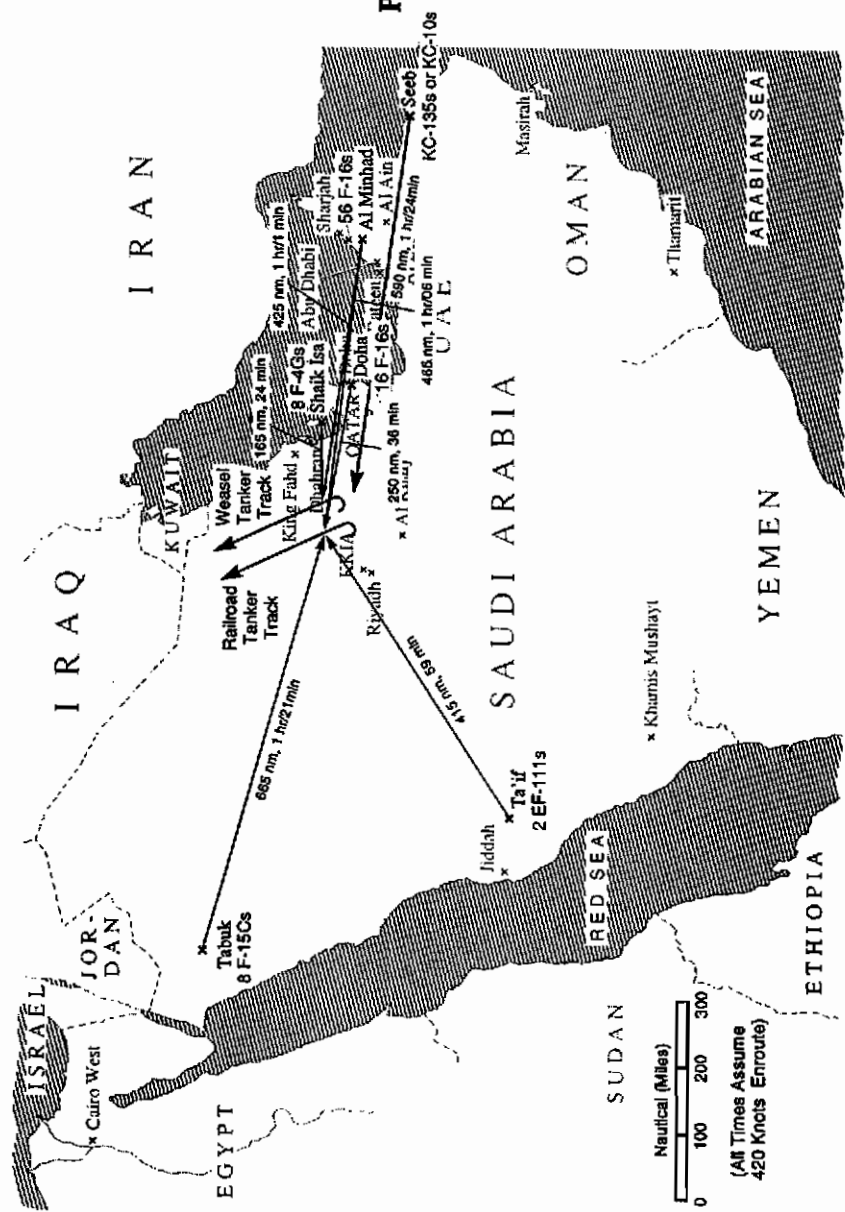 P
IRAN
IRAQ
KUWAIT
ISRAEL
JOR-
DAN
Cairo West
EGYPT
Tabuk
8 F-15Cs
665 nm, 1 hr/21min
Railroad
Tanker
Track
Weasel
Tanker
Track
165 nm, 24 min
King Fahd
Dhahran
8 F-4Gs
Shaik Isa
425 nm, 1 hr/1 min
Abu Dhabi
Sharjah
56 F-16s
Al Minhad
Al Ain
Seeb
KC-135s or KC-10s
590 nm, 1 hr/24min
QATAR
Doha
16 F-16s
465 nm, 1 hr/06 min
UAE
250 nm, 36 min
KKIA
Riyadh
415 nm, 59 min
Ta'if
2 EF-111s
Jiddah
SAUDI ARABIA
Khamis Mushayt
YEMEN
OMAN
Masirah
Thamarit
ARABIAN SEA
RED SEA
SUDAN
ETHIOPIA
Nautical (Miles)
0 100 200 300
(All Times Assume
420 Knots Enroute)